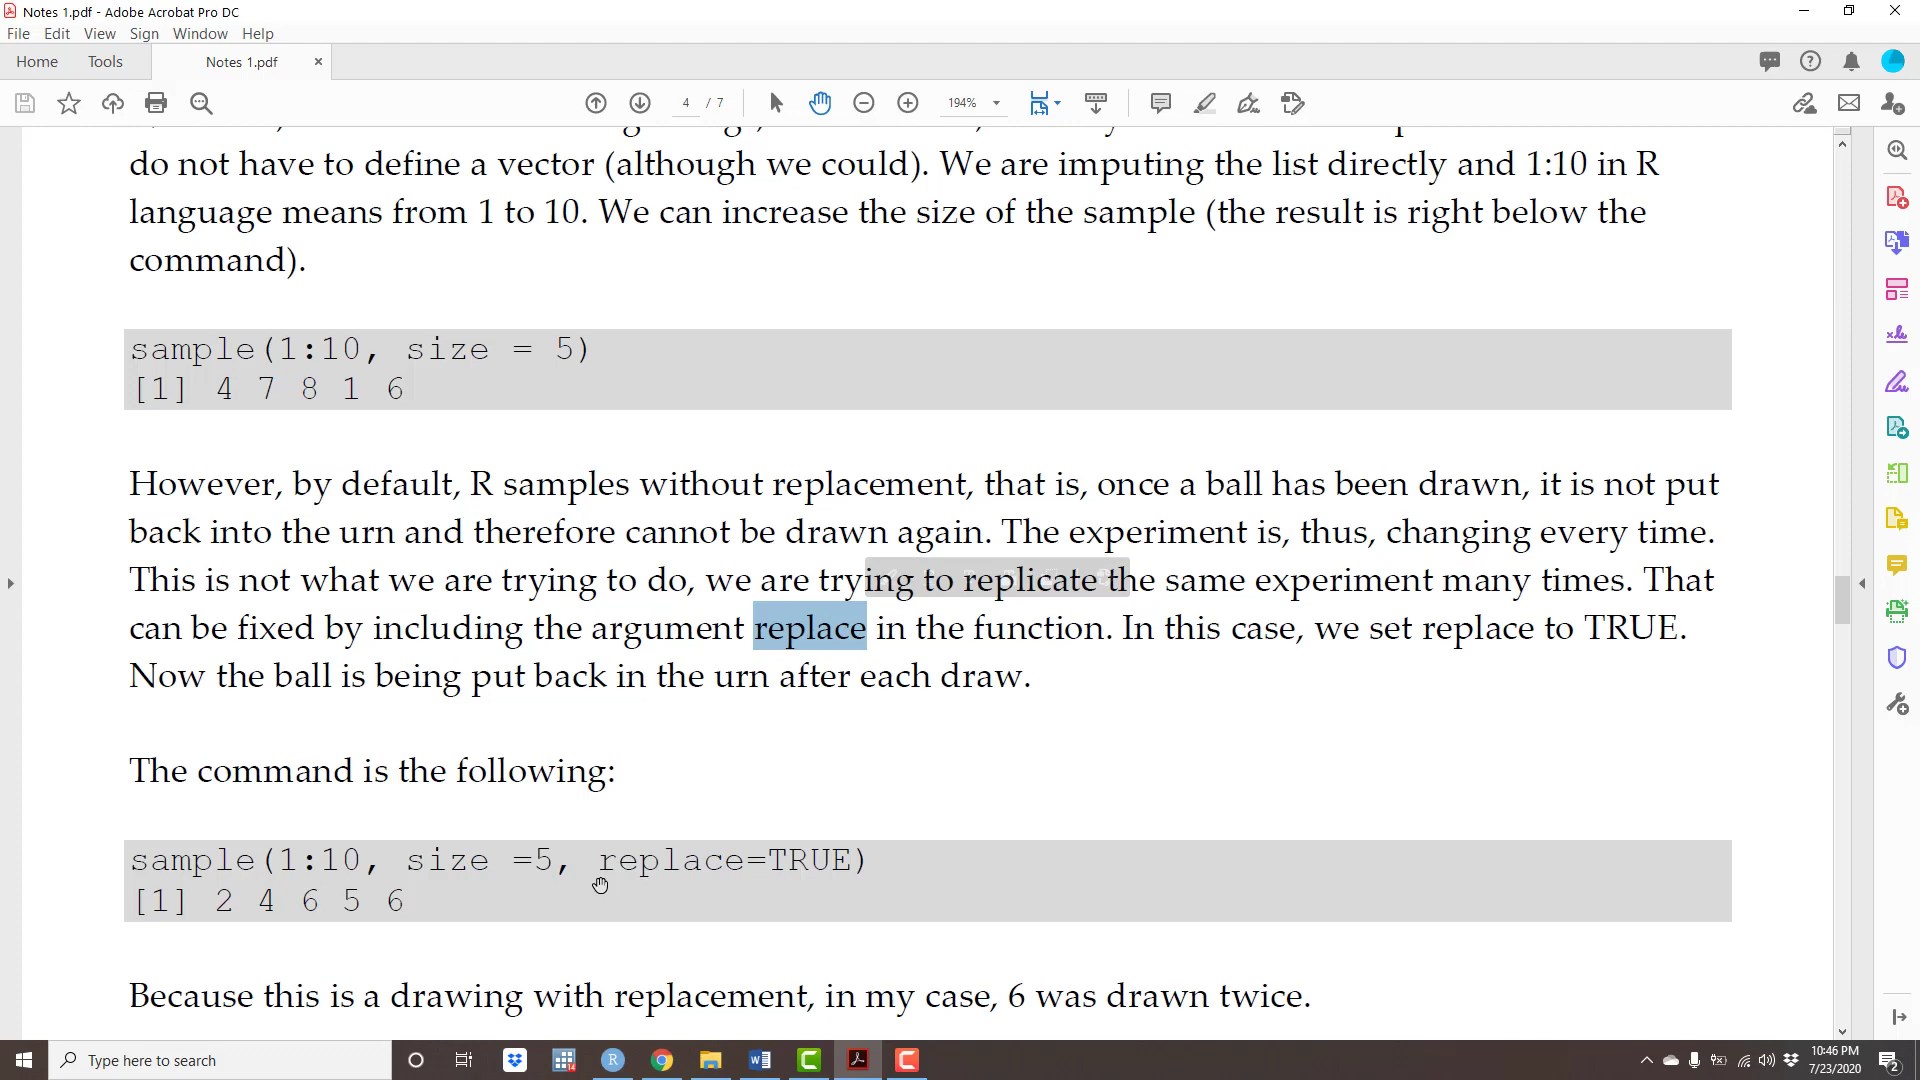 Notes 1.pdf - Adobe Acrobat Pro DC
File Edit View Sign Window Help
Home Tools Notes 1.pdf
4 / 7 194%
do not have to define a vector (although we could). We are imputing the list directly and 1:10 in R
language means from 1 to 10. We can increase the size of the sample (the result is right below the
command).
sample(1:10, size = 5)
[1] 4 7 8 1 6
However, by default, R samples without replacement, that is, once a ball has been drawn, it is not put
back into the urn and therefore cannot be drawn again. The experiment is, thus, changing every time.
This is not what we are trying to do, we are trying to replicate the same experiment many times. That
can be fixed by including the argument replace in the function. In this case, we set replace to TRUE.
Now the ball is being put back in the urn after each draw.
The command is the following:
sample(1:10, size =5, replace=TRUE)
[1] 2 4 6 5 6
Because this is a drawing with replacement, in my case, 6 was drawn twice.
Type here to search
10:46 PM
7/23/2020
2